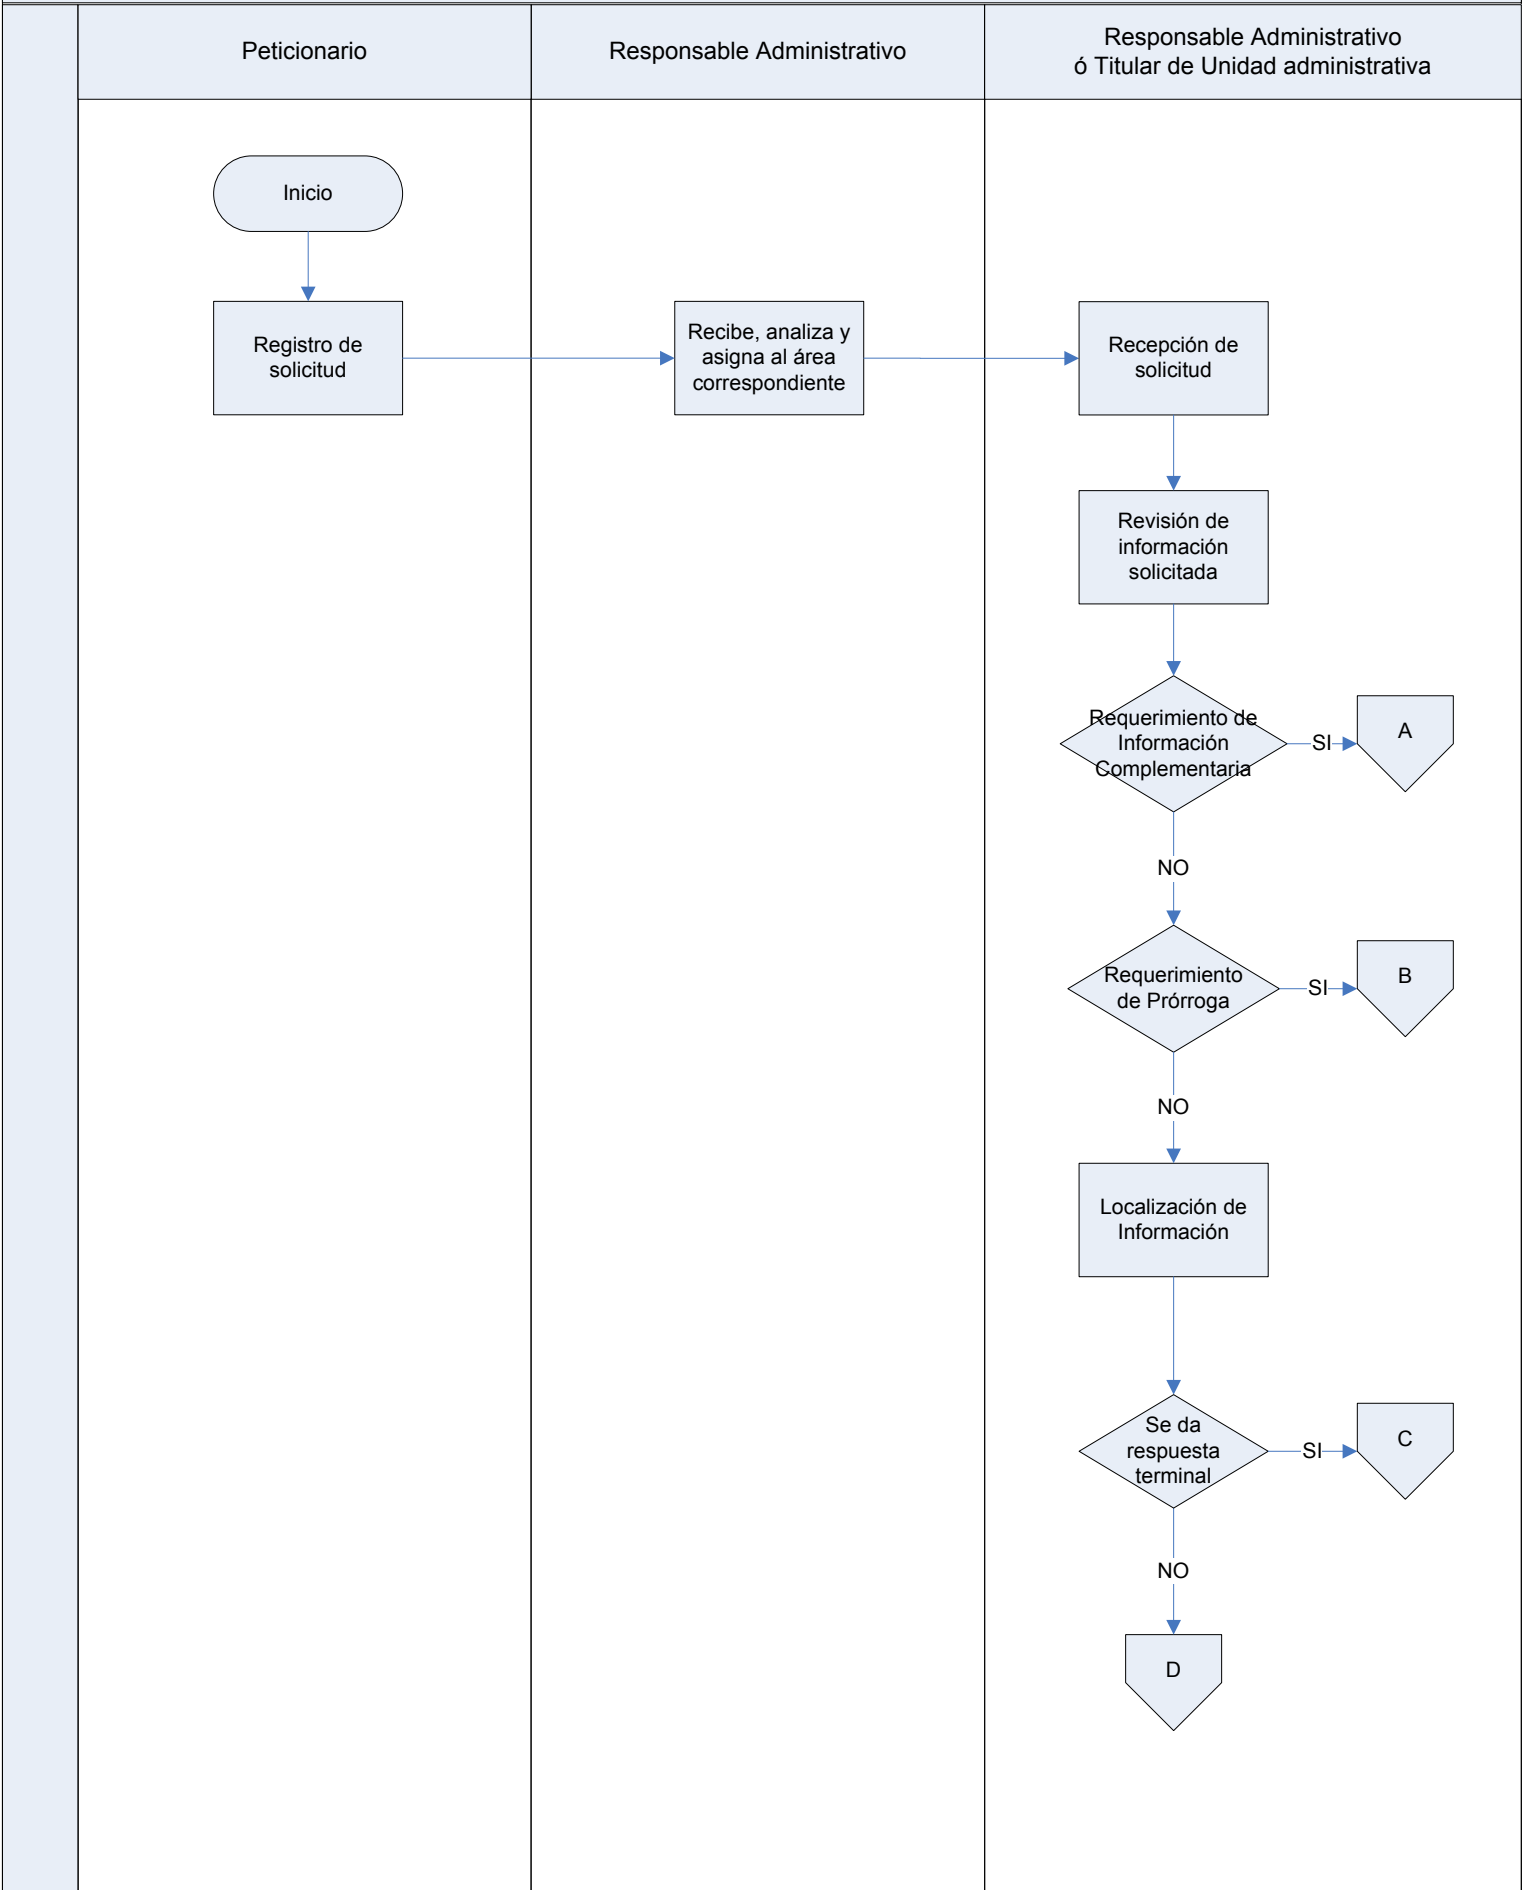 Peticionario
Responsable Administrativo
Responsable Administrativo
ó Titular de Unidad administrativa
Inicio
Registro de
solicitud
Recibe, analiza y
asigna al área
correspondiente
Recepción de
solicitud
Revisión de
información
solicitada
Requerimiento de
Información
Complementaria
SI
A
NO
Requerimiento
de Prórroga
SI
B
NO
Localización de
Información
Se da
respuesta
terminal
SI
C
NO
D